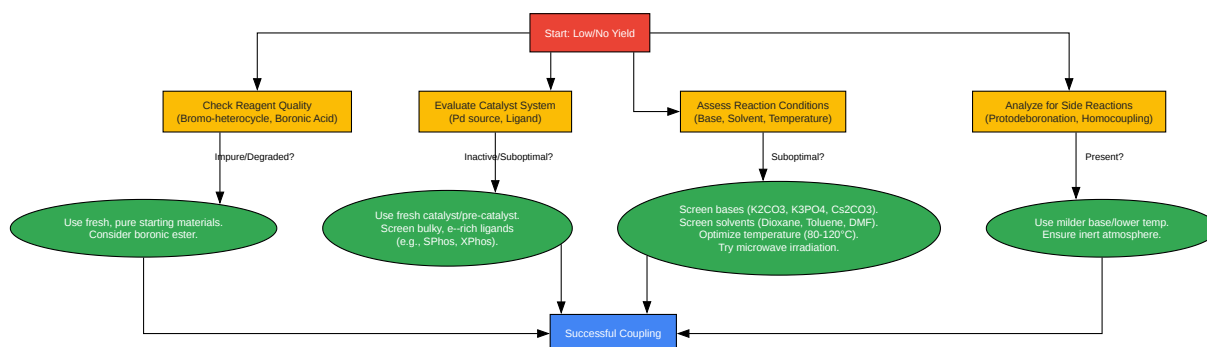 Start: Low/No Yield
Check Reagent Quality
(Bromo-heterocycle, Boronic Acid)
Evaluate Catalyst System
(Pd source, Ligand)
Assess Reaction Conditions
(Base, Solvent, Temperature)
Analyze for Side Reactions
(Protodeboronation, Homocoupling)
Impure/Degraded?
Inactive/Suboptimal?
Suboptimal?
Present?
Use fresh, pure starting materials.
Consider boronic ester.
Use fresh catalyst/pre-catalyst.
Screen bulky, e--rich ligands
(e.g., SPhos, XPhos).
Screen bases (K2CO3, K3PO4, Cs2CO3).
Screen solvents (Dioxane, Toluene, DMF).
Optimize temperature (80-120°C).
Try microwave irradiation.
Use milder base/lower temp.
Ensure inert atmosphere.
Successful Coupling